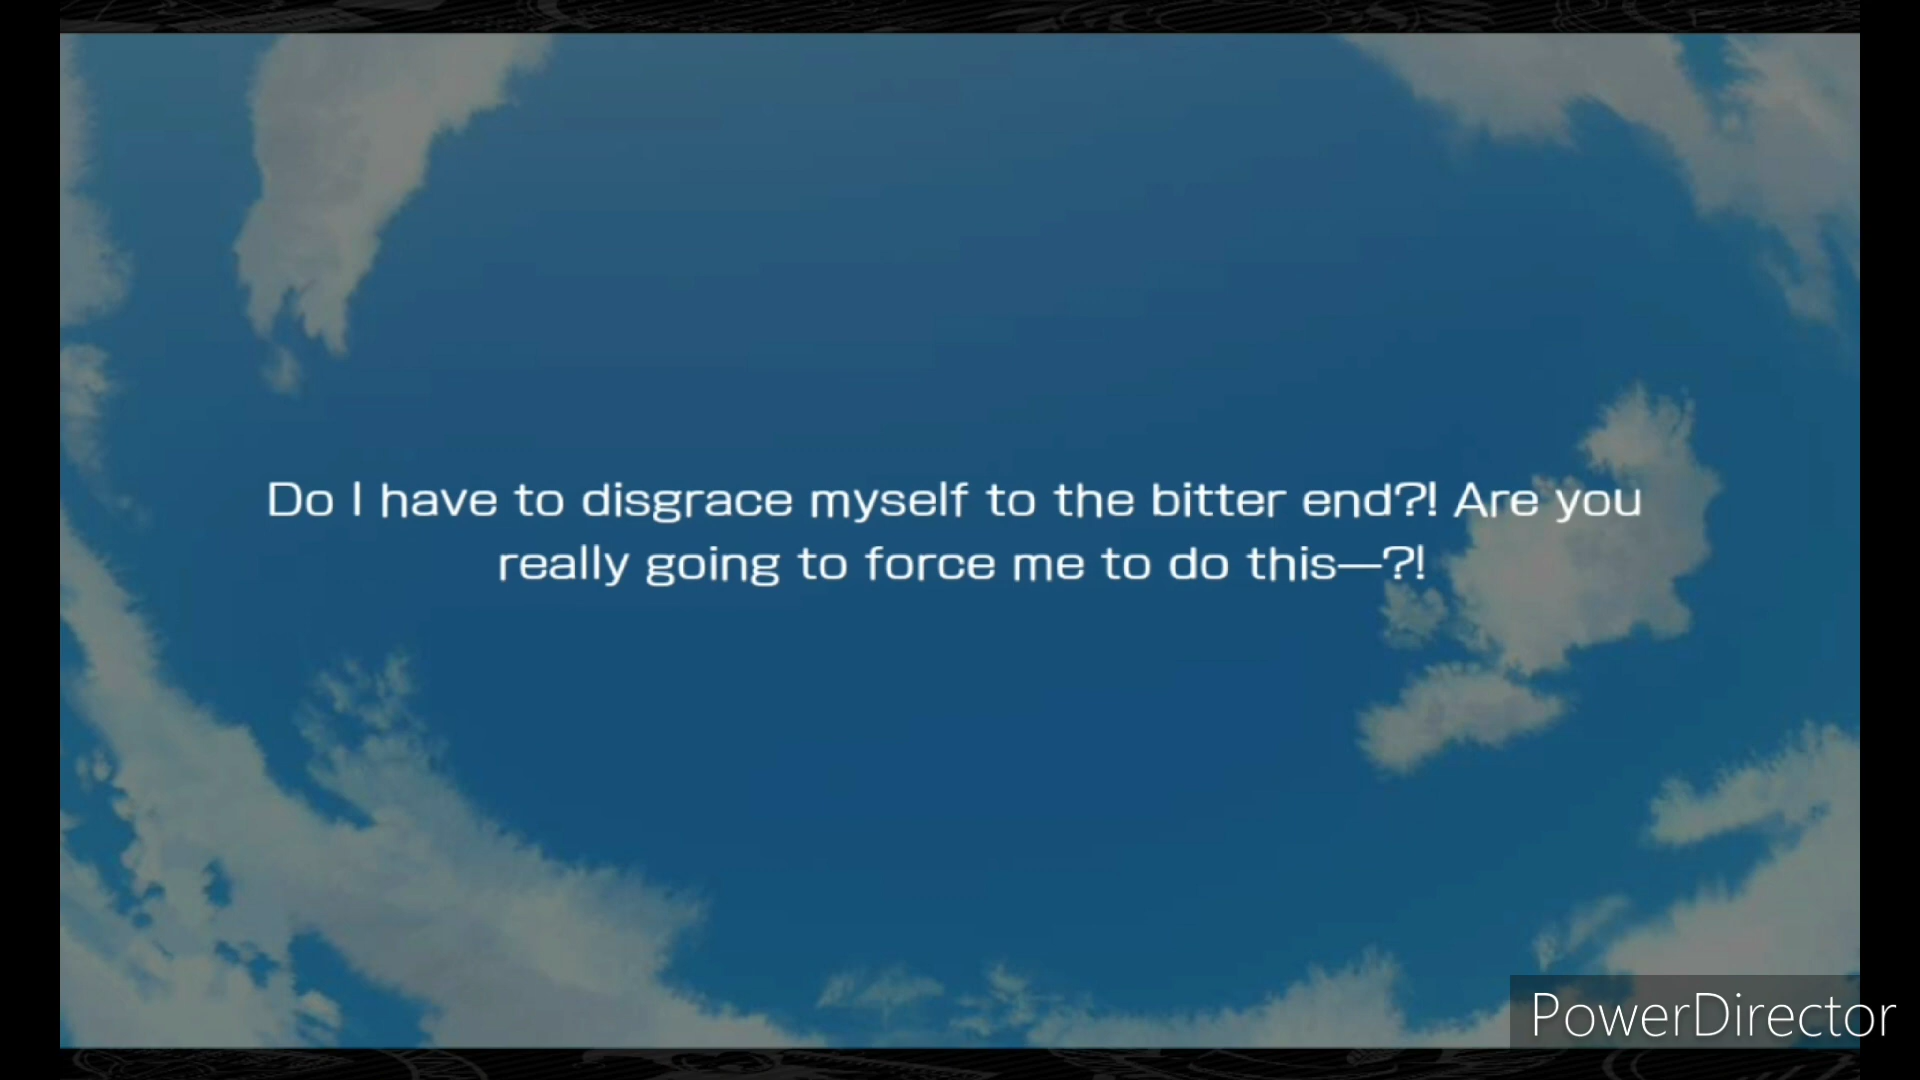 Do I have to disgrace myself to the bitter end?! Are you
really going to force me to do this—?!
PowerDirector